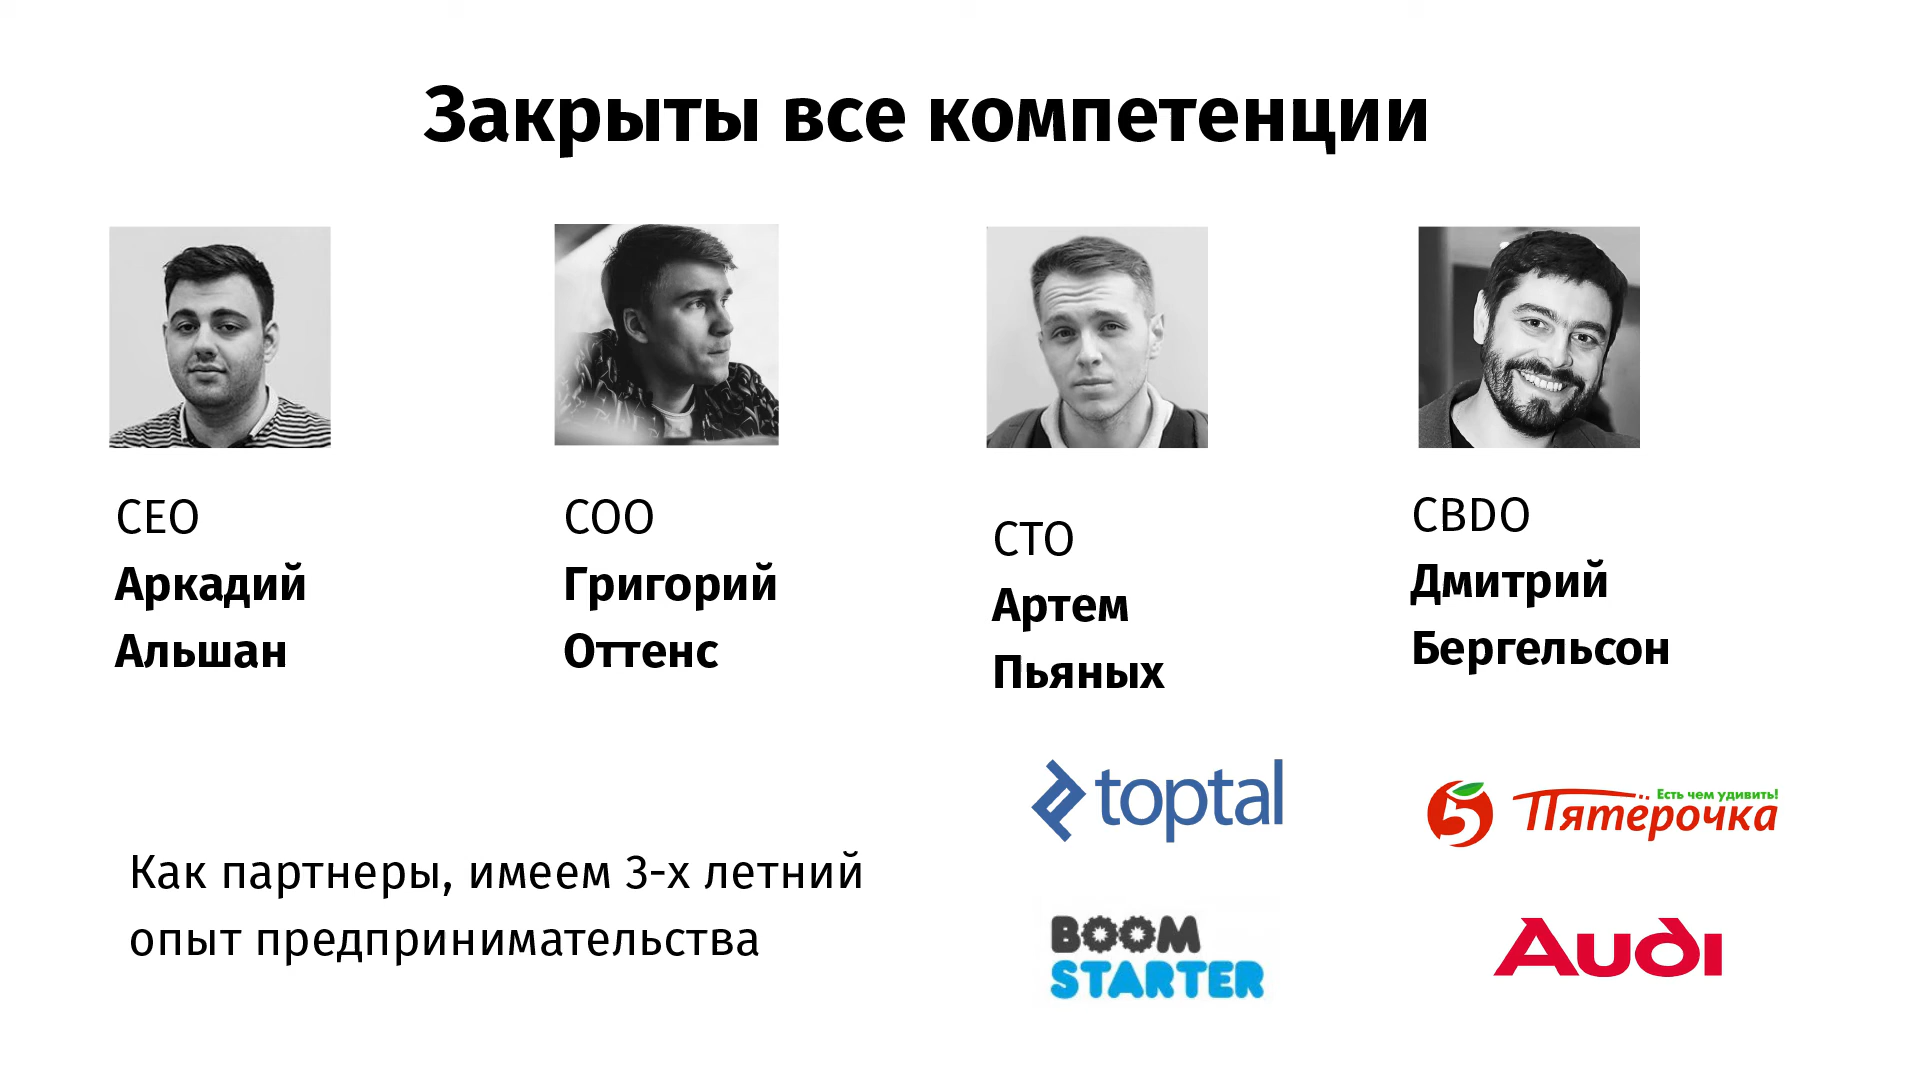 Закрыты все компетенции
CEO
Аркадий
Альшан
COO
Григорий
Оттенс
CTO
Артем
Пьяных
CBDO
Дмитрий
Бергельсон
Как партнеры, имеем 3-х летний
опыт предпринимательства
toptal
BOOM
STARTER
5
Есть чем удивить!
Пятёрочка
Audi